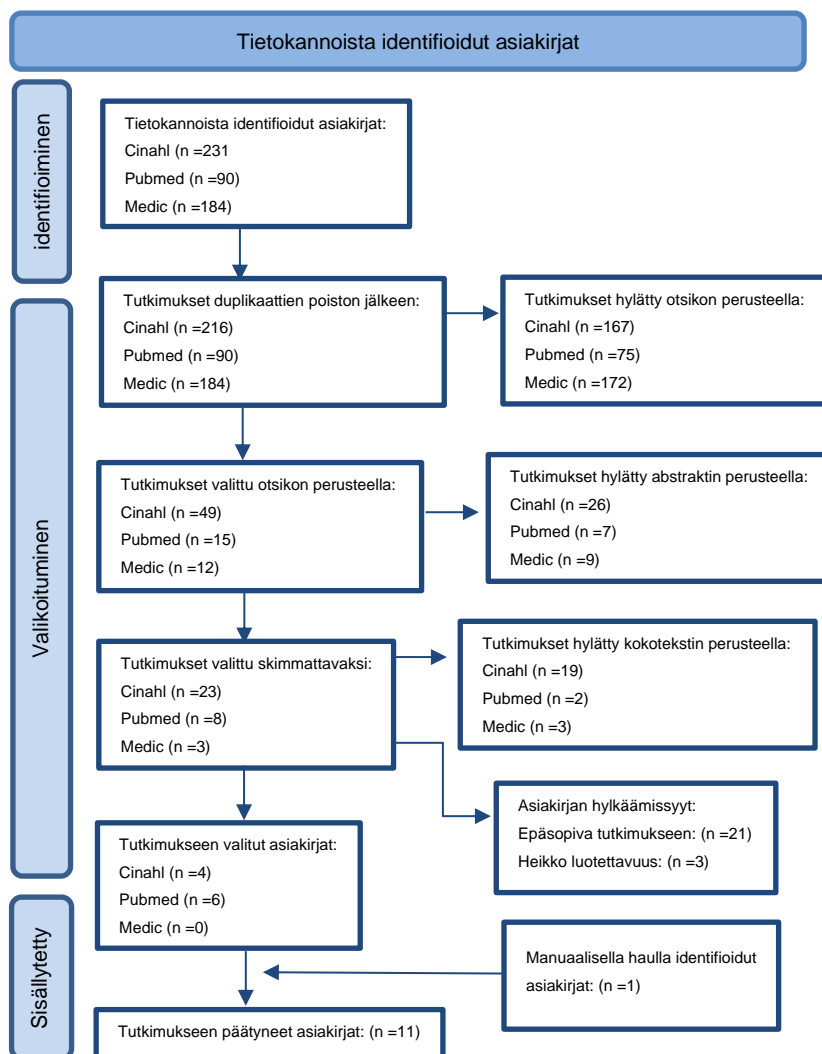 Tietokannoista identifioidut asiakirjat
identifioiminen
Tietokannoista identifioidut asiakirjat:
Cinahl (n =231
Pubmed (n =90)
Medic (n =184)
Valikoituminen
Tutkimukset duplikaattien poiston jälkeen:
Cinahl (n =216)
Pubmed (n =90)
Medic (n =184)
Tutkimukset hylätty otsikon perusteella:
Cinahl (n =167)
Pubmed (n =75)
Medic (n =172)
Tutkimukset valittu otsikon perusteella:
Cinahl (n =49)
Pubmed (n =15)
Medic (n =12)
Tutkimukset hylätty abstraktin perusteella:
Cinahl (n =26)
Pubmed (n =7)
Medic (n =9)
Tutkimukset valittu skimmattavaksi:
Cinahl (n =23)
Pubmed (n =8)
Medic (n =3)
Tutkimukset hylätty kokotekstin perusteella:
Cinahl (n =19)
Pubmed (n =2)
Medic (n =3)
Asiakirjan hylkäämissyyt:
Epäsopiva tutkimukseen: (n =21)
Heikko luotettavuus: (n =3)
Tutkimukseen valitut asiakirjat:
Cinahl (n =4)
Pubmed (n =6)
Medic (n =0)
Sisällytetty
Manuaalisella haulla identifioidut
asiakirjat: (n =1)
Tutkimukseen päätyneet asiakirjat: (n =11)